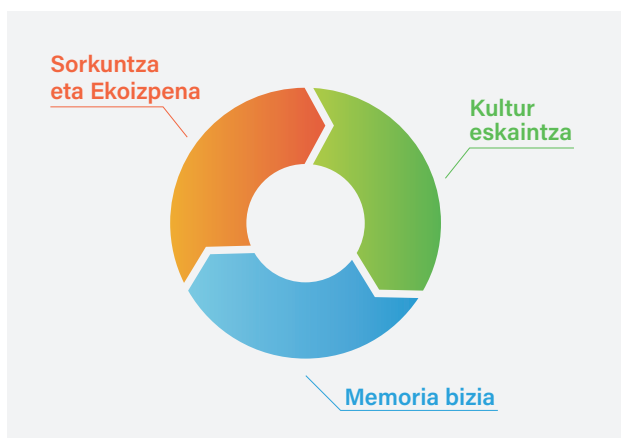 Sorkuntza
eta Ekoizpena
Kultur
eskaintza
Memoria bizia